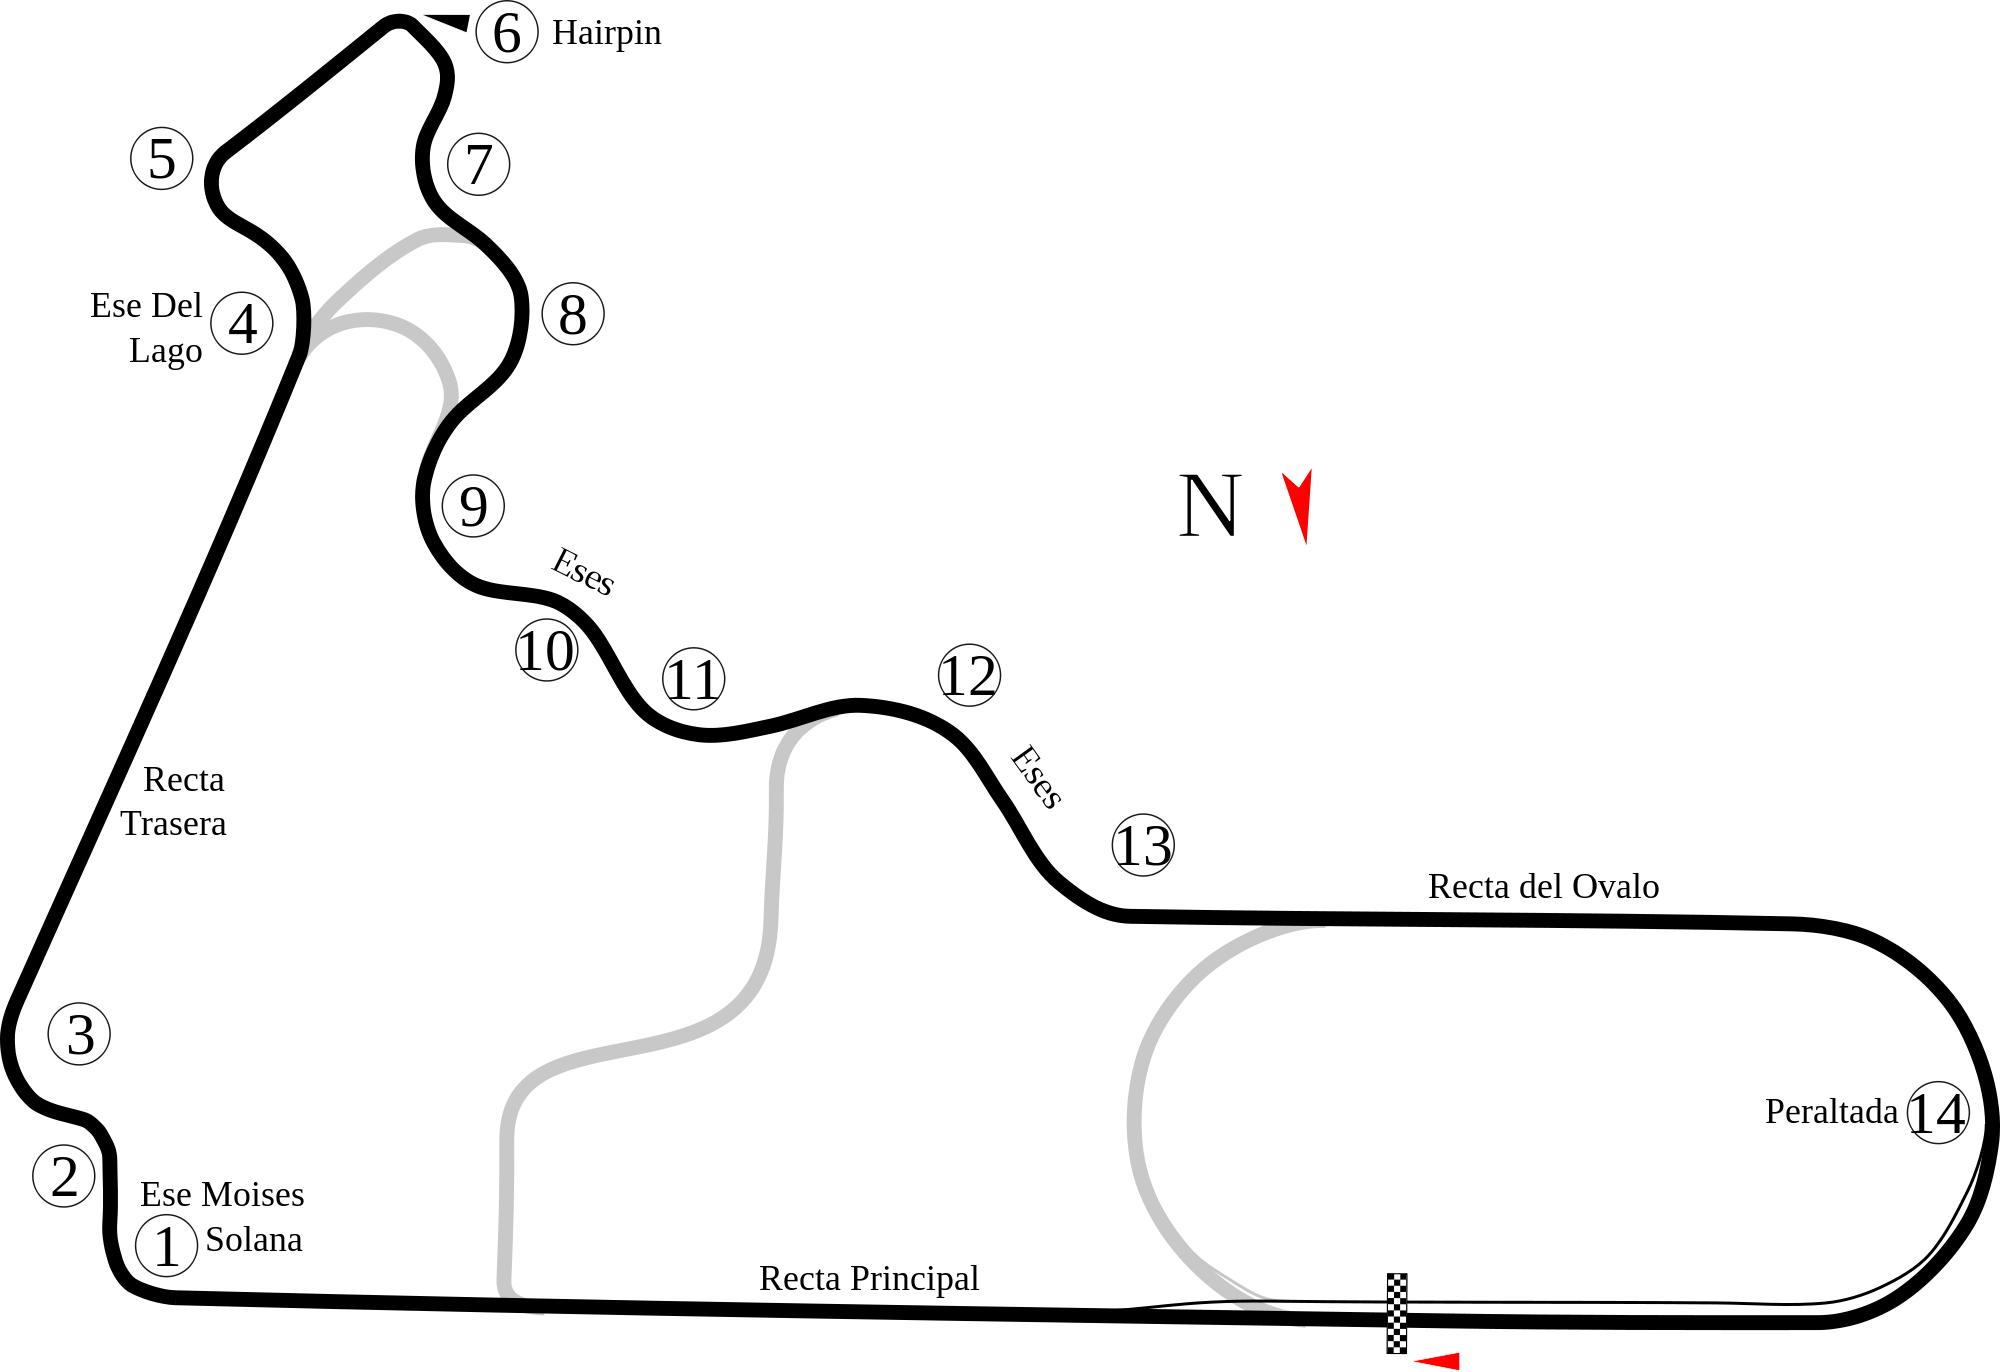 6
Hairpin
5
7
8
Ese Del
Lago
4
9
N
Eses
10
11
12
Eses
Recta
Trasera
13
Recta del Ovalo
3
Peraltada
14
2
Ese Moises
Solana
1
Recta Principal